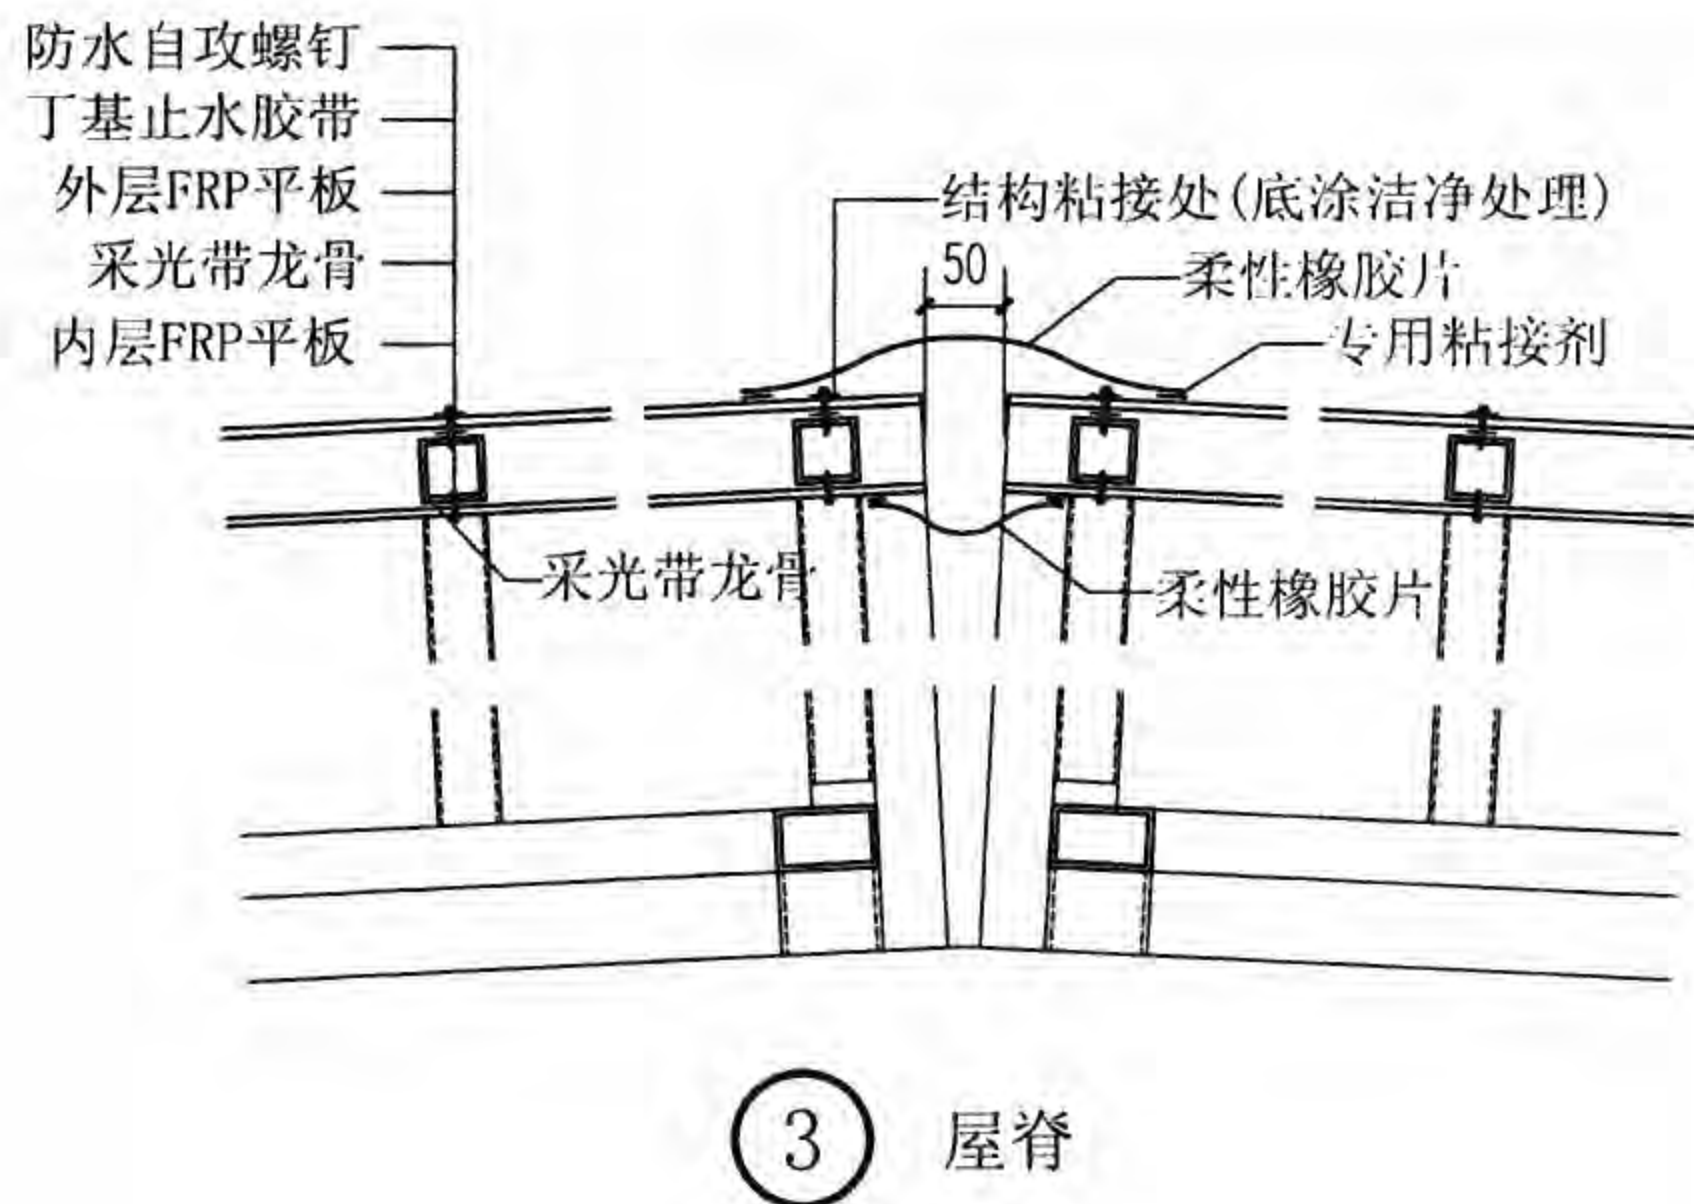 防水自攻螺钉
丁基止水胶带
外层FRP平板
采光带龙骨
内层FRP平板
结构粘接处(底涂洁净处理)
50
柔性橡胶片
专用粘接剂
采光带龙骨
柔性橡胶片
3 屋脊